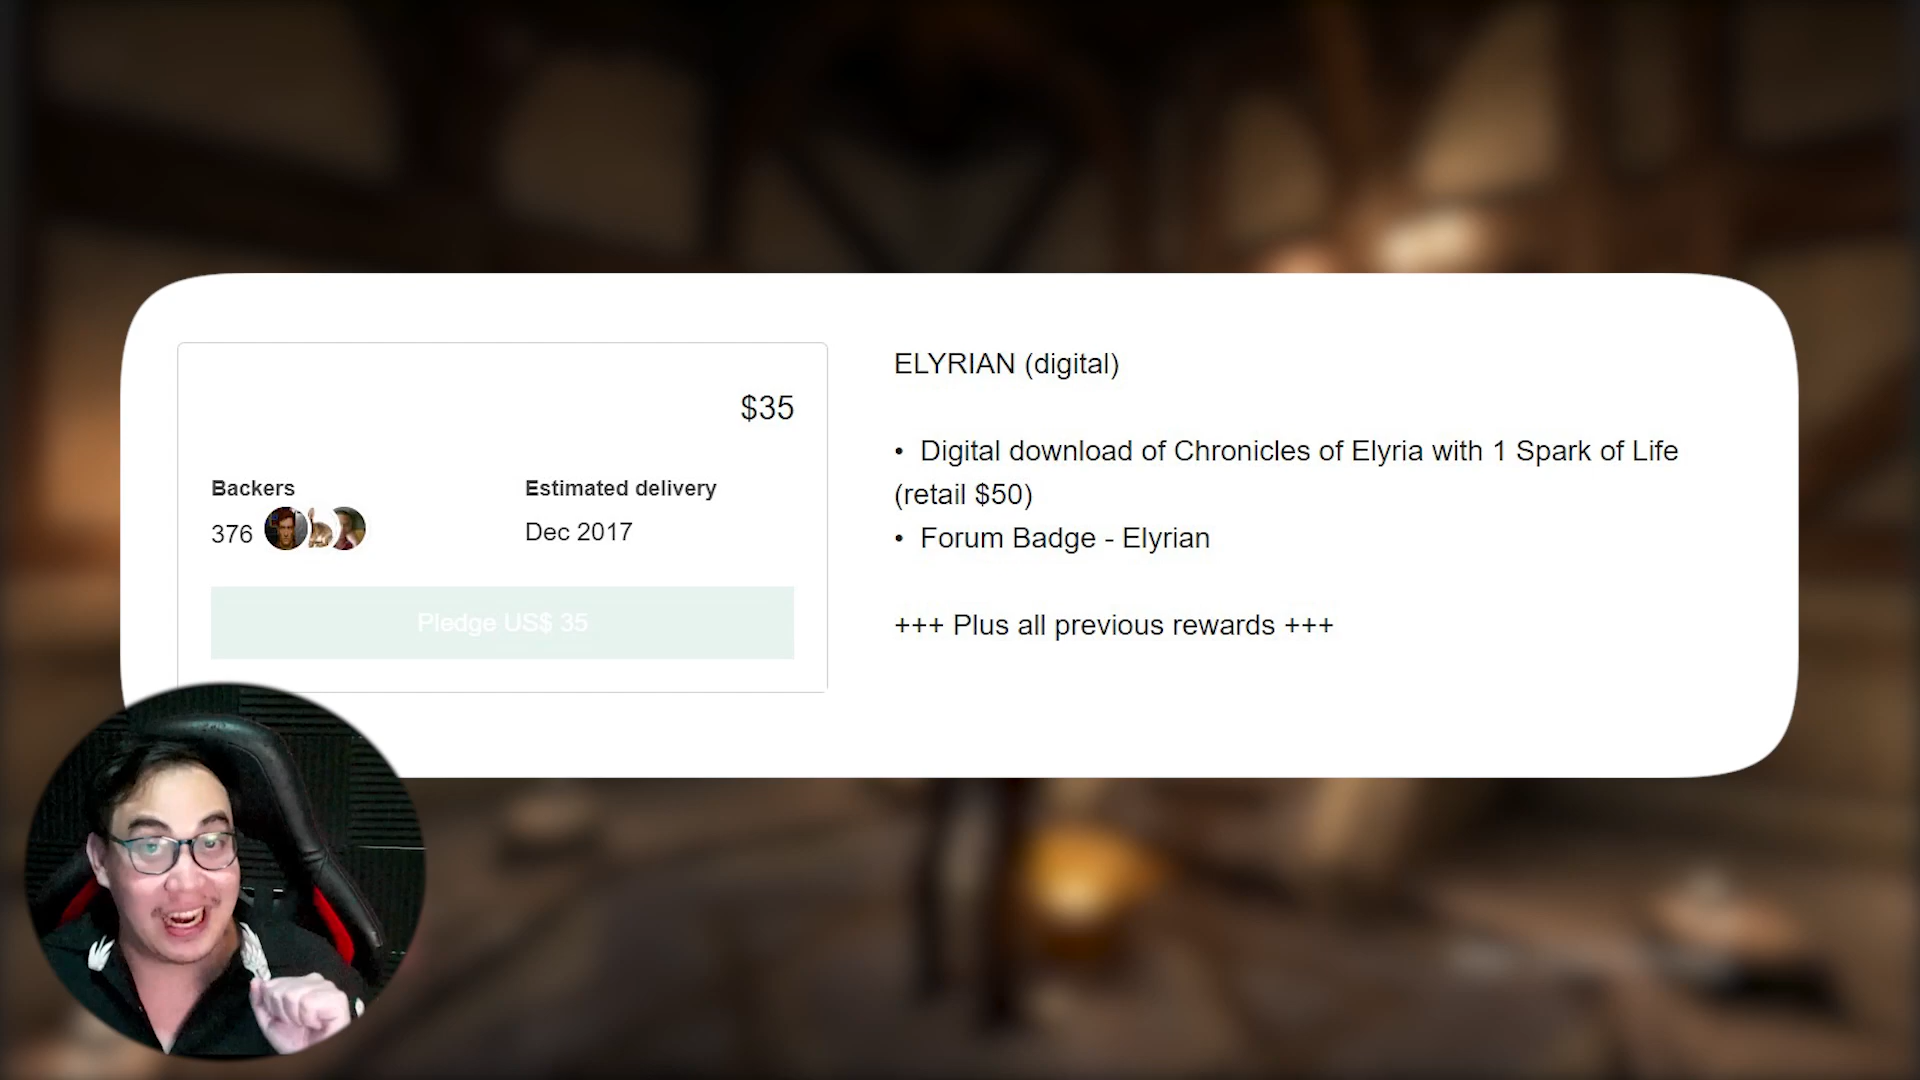 $35
Backers
376
Estimated delivery
Dec 2017
Pledge US$ 35
ELYRIAN (digital)
• Digital download of Chronicles of Elyria with 1 Spark of Life
(retail $50)
• Forum Badge - Elyrian
+++ Plus all previous rewards +++